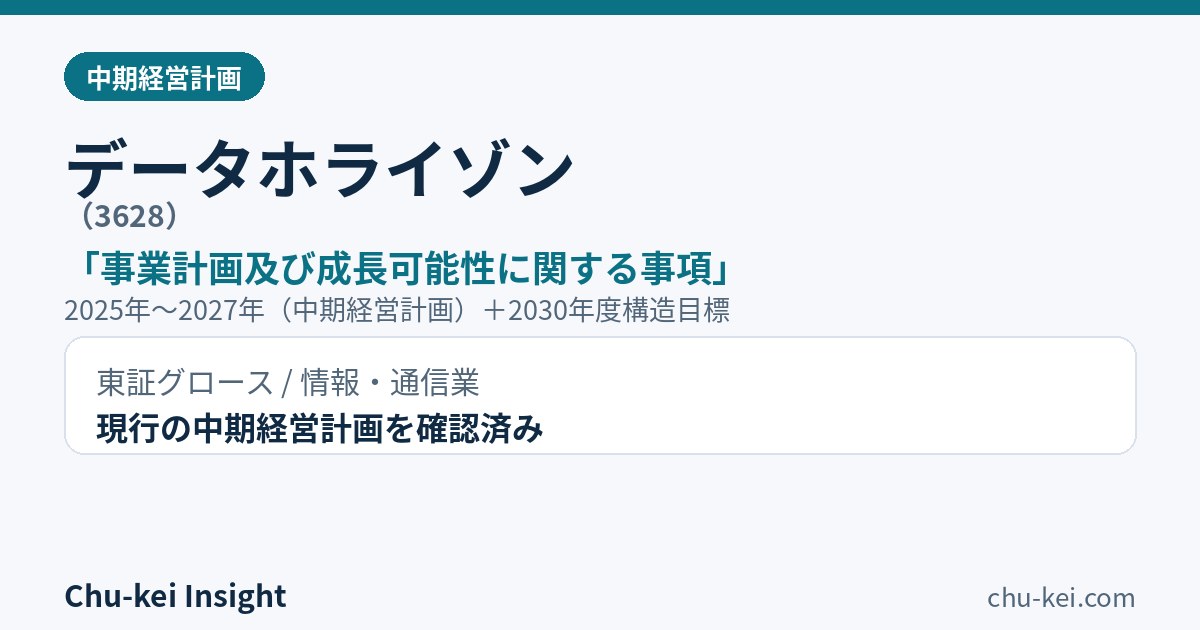 中期経営計画
データホライゾン
（3628）
「事業計画及び成長可能性に関する事項」
2025年～2027年（中期経営計画）＋2030年度構造目標
東証グロース / 情報・通信業
現行の中期経営計画を確認済み
Chu-kei Insight
chu-kei.com